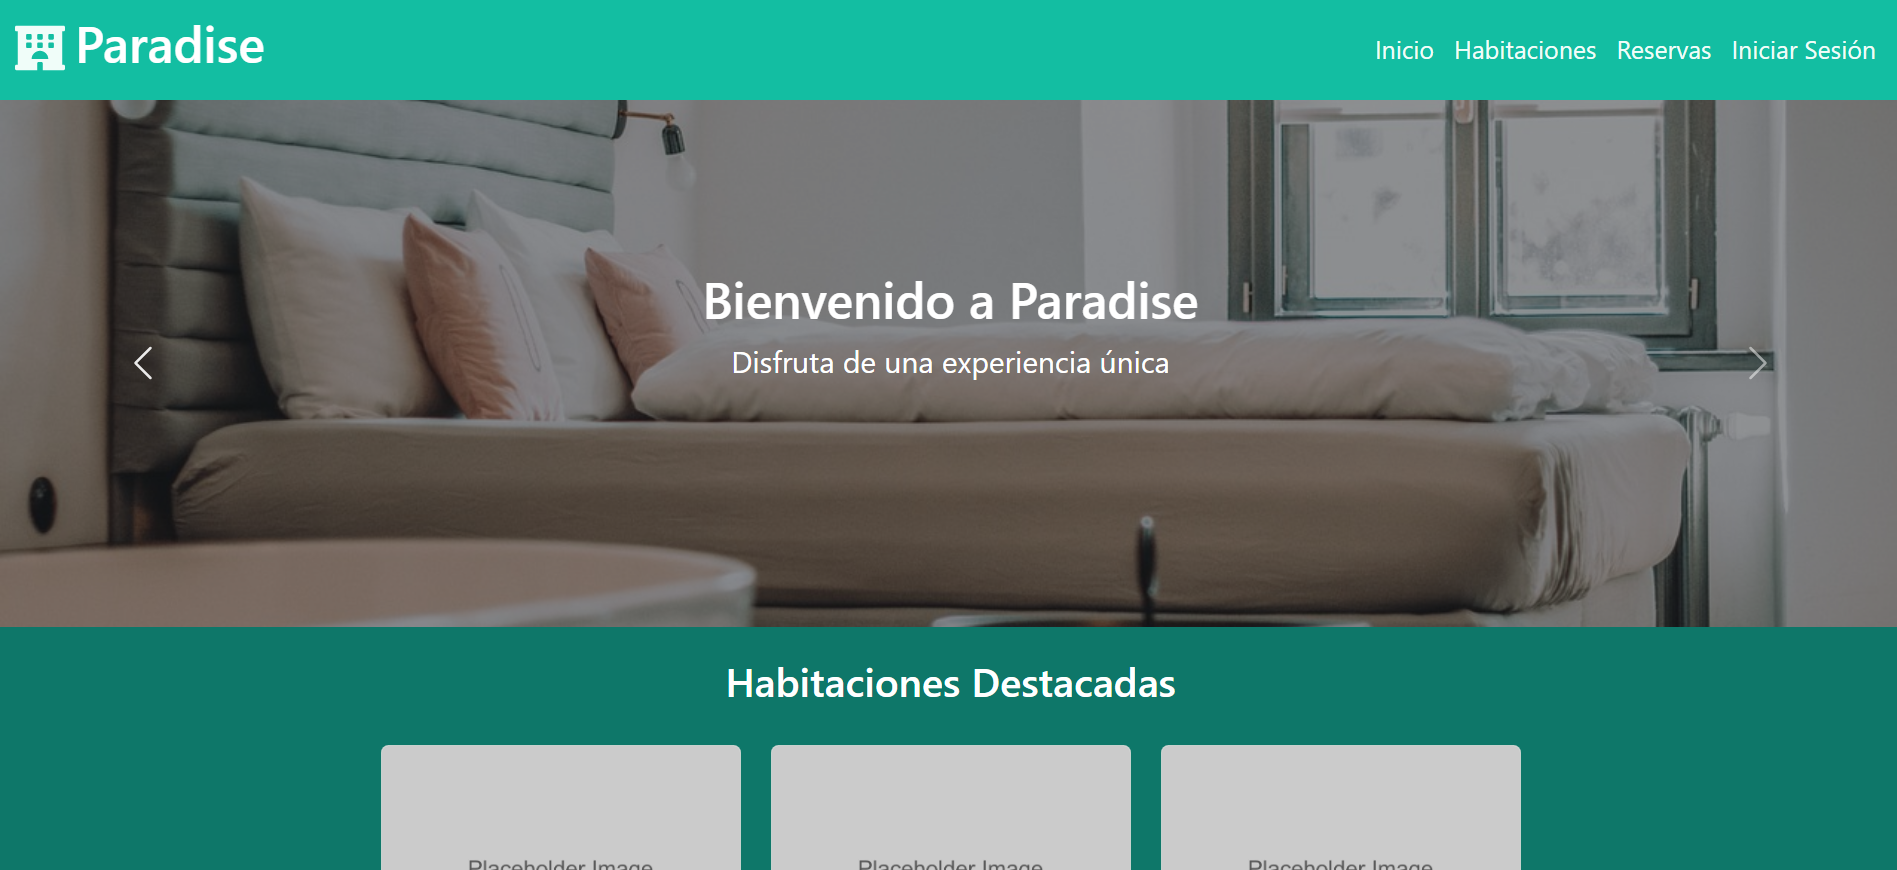 Paradise
Inicio Habitaciones Reservas Iniciar Sesión
Bienvenido a Paradise
Disfruta de una experiencia única
Habitaciones Destacadas
Placeholder Image Placeholder Image Placeholder Image